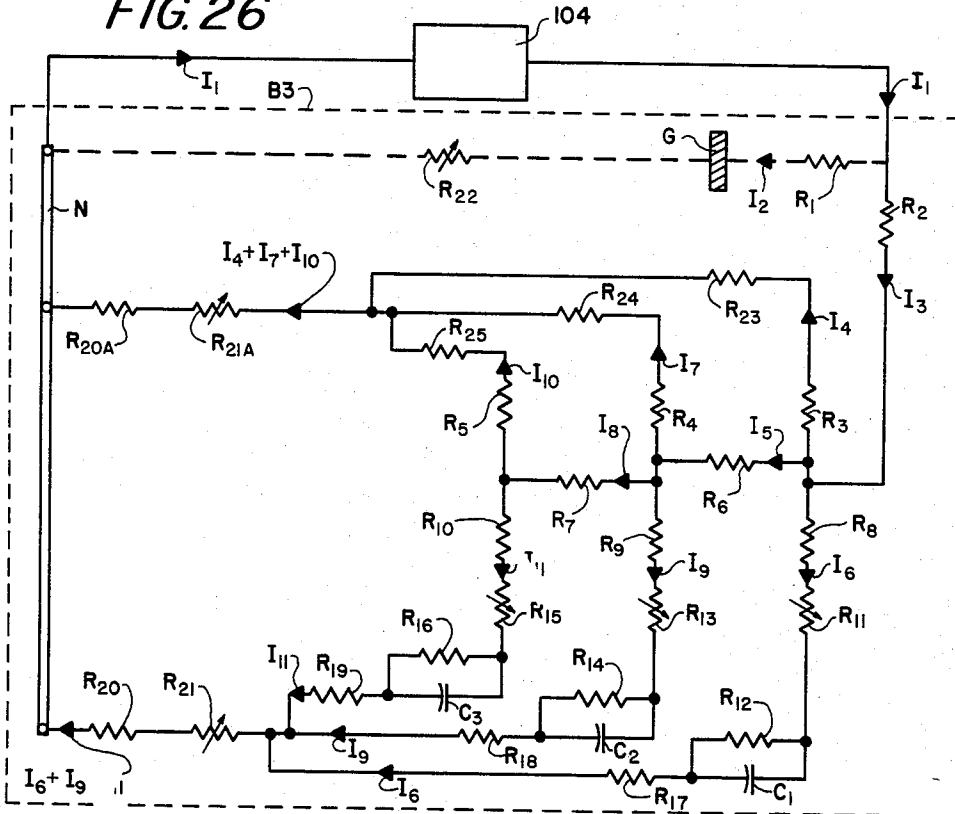 FIG. 26
104
I1
I1
B3
G
R22
I2
R1
N
R2
I4+I7+I10
I3
R24
R23
R20A
R21A
R25
I4
I10
I7
R5
R4
R3
I8
I5
R7
R6
R10
R9
R8
I9
I6
R15
R13
R11
R16
I11
R19
R14
R20
R21
C3
R12
C2
I9
R18
I6+I9
I6
R17
C1